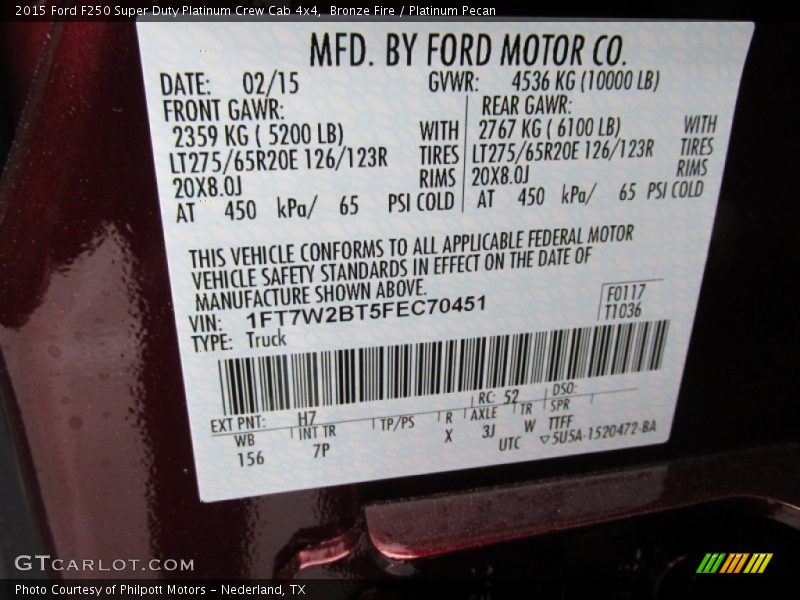 2015 Ford F250 Super Duty Platinum Crew Cab 4x4, Bronze Fire / Platinum Pecan
MFD. BY FORD MOTOR CO.
DATE: 02/15 GVWR: 4536 KG (10000 LB)
FRONT GAWR: REAR GAWR:
2359 KG ( 5200 LB) WITH 2767 KG ( 6100 LB) WITH
LT275/65R20E 126/123R TIRES LT275/65R20E 126/123R TIRES
20X8.0J RIMS 20X8.0J RIMS
AT 450 kPa/ 65 PSI COLD AT 450 kPa/ 65 PSI COLD
THIS VEHICLE CONFORMS TO ALL APPLICABLE FEDERAL MOTOR
VEHICLE SAFETY STANDARDS IN EFFECT ON THE DATE OF
MANUFACTURE SHOWN ABOVE.
VIN: 1FT7W2BT5FEC70451 F0117
TYPE: Truck T1036
EXT PNT: H7 RC: 52 DSO:
WB INT TR TP/PS R AXLE TR SPR
156 7P X 3J W TTFF
UTC ▽5U5A-1520472-BA
GTCARLOT.COM
Photo Courtesy of Philpott Motors - Nederland, TX